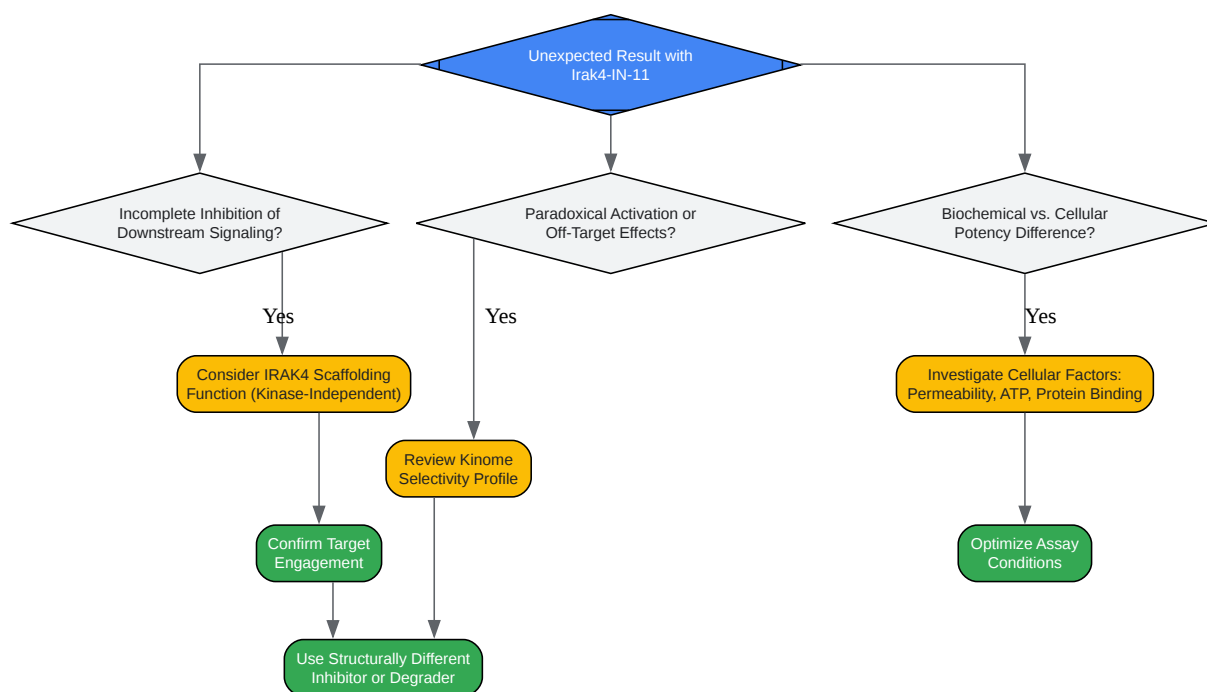 Unexpected Result with
Irak4-IN-11
Incomplete Inhibition of
Downstream Signaling?
Paradoxical Activation or
Off-Target Effects?
Biochemical vs. Cellular
Potency Difference?
Yes
Yes
Yes
Consider IRAK4 Scaffolding
Function (Kinase-Independent)
Investigate Cellular Factors:
Permeability, ATP, Protein Binding
Review Kinome
Selectivity Profile
Confirm Target
Engagement
Optimize Assay
Conditions
Use Structurally Different
Inhibitor or Degrader